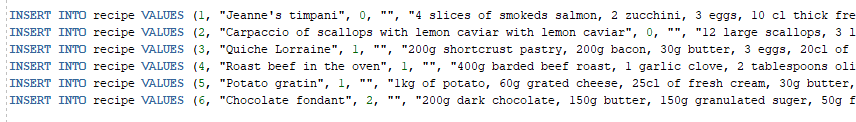 INSERT INTO recipe VALUES (1, "Jeanne's timpani", 0, "", "4 slices of smokeds salmon, 2 zucchini, 3 eggs, 10 cl thick fre
INSERT INTO recipe VALUES (2, "Carpaccio of scallops with lemon caviar with lemon caviar", 0, "", "12 large scallops, 3 l
INSERT INTO recipe VALUES (3, "Quiche Lorraine", 1, "", "200g shortcrust pastry, 200g bacon, 30g butter, 3 eggs, 20cl of
INSERT INTO recipe VALUES (4, "Roast beef in the oven", 1, "", "400g barded beef roast, 1 garlic clove, 2 tablespoons oli
INSERT INTO recipe VALUES (5, "Potato gratin", 1, "", "1kg of potato, 60g grated cheese, 25cl of fresh cream, 30g butter,
INSERT INTO recipe VALUES (6, "Chocolate fondant", 2, "", "200g dark chocolate, 150g butter, 150g granulated suger, 50g f